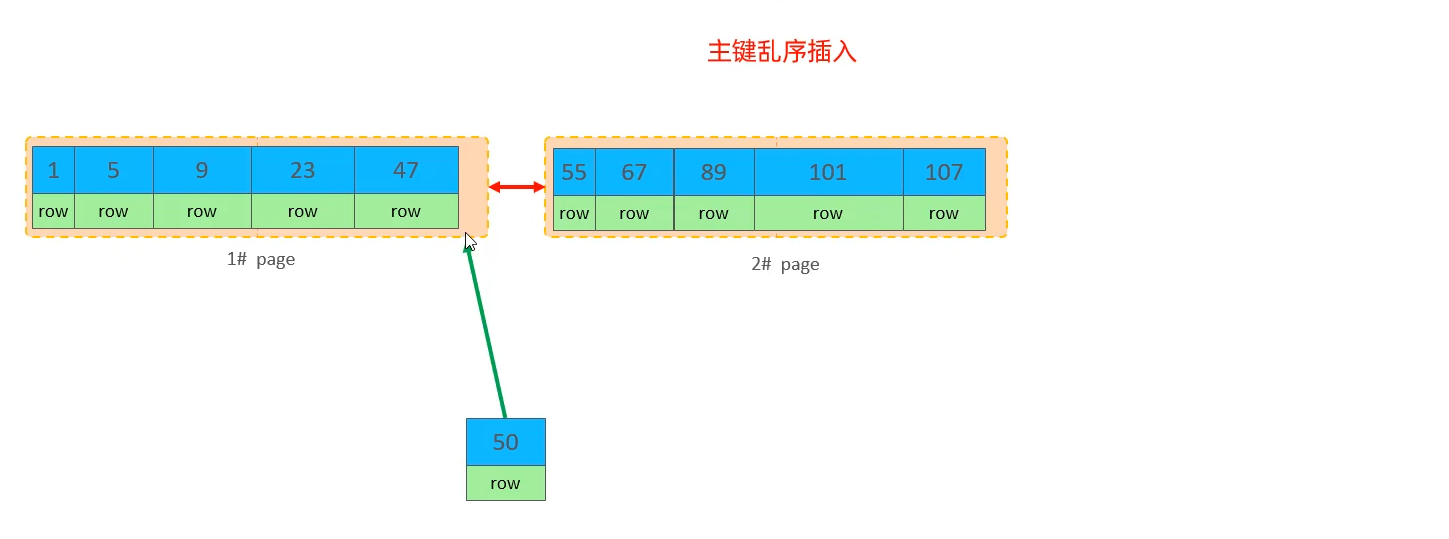 主键乱序插入
1 5 9 23 47
row row row row row
1# page
55 67 89 101 107
row row row row row
2# page
50
row